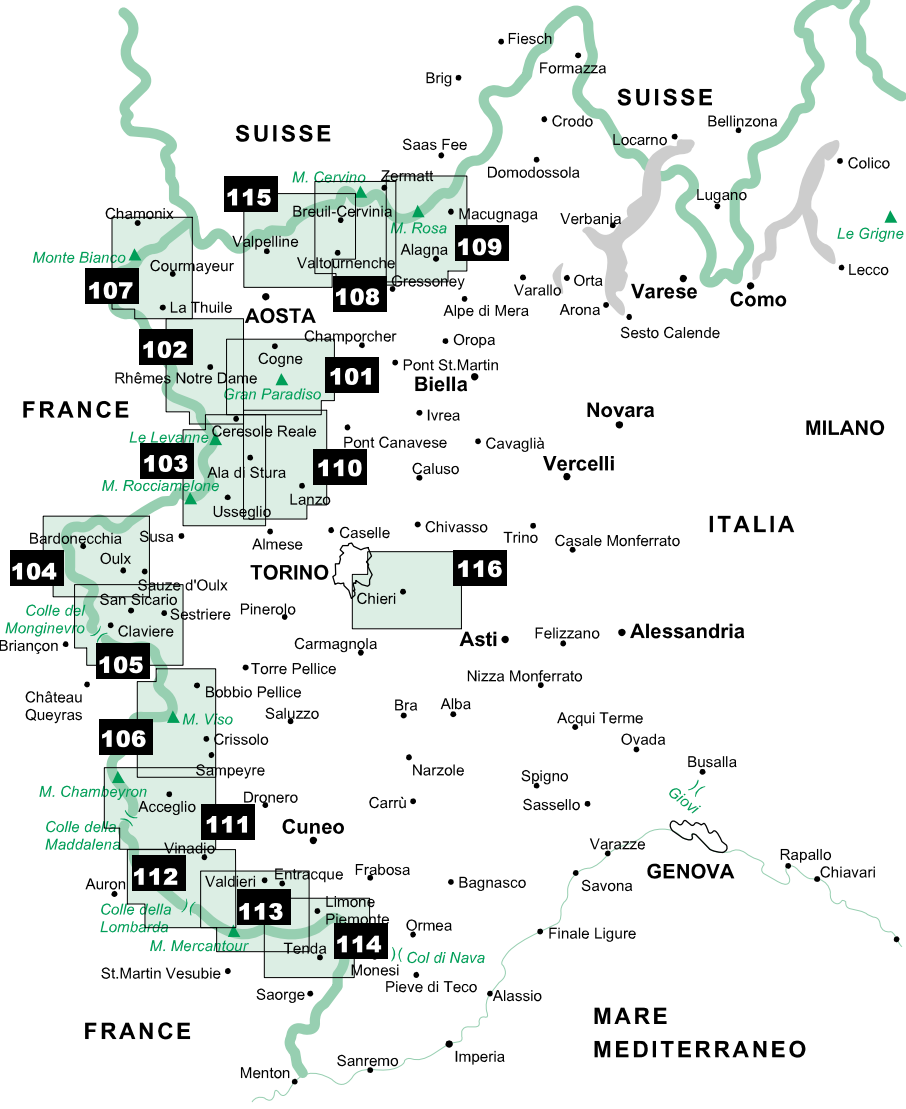 Fiesch
Formazza
Brig
SUISSE
SUISSE
Crodo
Bellinzona
Locarno
Saas Fee
Colico
Domodossola
M. Cervino
Zermatt
115
Lugano
Chamonix
Breuil-Cervinia
Macugnaga
Verbania
M. Rosa
Le Grigne
Valpelline
109
Alagna
Monte Bianco
Valtournenche
Courmayeur
Lecco
107
Gressoney
Varallo
Orta
Varese
Como
108
La Thuile
AOSTA
Alpe di Mera
Arona
Sesto Calende
102
Champorcher
Oropa
Cogne
Pont St.Martin
101
Rhêmes Notre Dame
Biella
Gran Paradiso
FRANCE
Ivrea
Novara
MILANO
Ceresole Reale
Le Levanne
Pont Canavese
Cavaglià
103
110
Caluso
Vercelli
Ala di Stura
M. Rocciamelone
Lanzo
Usseglio
ITALIA
Chivasso
Bardonecchia
Susa
Caselle
Trino
Casale Monferrato
Almese
Oulx
104
TORINO
116
Sauze d'Oulx
San Sicario
Chieri
Colle del
Monginevro
Sestriere
Pinerolo
Claviere
Asti
Felizzano
Alessandria
Briançon
Carmagnola
105
Torre Pellice
Nizza Monferrato
Château
Queyras
Bobbio Pellice
Bra
Alba
M. Viso
Saluzzo
Acqui Terme
106
Crissolo
Ovada
Sampeyre
Narzole
Busalla
M. Chambeyron
Spigno
Giovi
Acceglio
Dronero
Carrù
Sassello
Colle della
Maddalena
111
Cuneo
Vinadio
Varazze
GENOVA
Rapallo
112
Frabosa
Chiavari
Auron
Valdieri
Entracque
Bagnasco
Savona
113
Limone
Piemonte
Colle della
Lombarda
Ormea
Finale Ligure
M. Mercantour
114
Tenda
Col di Nava
St.Martin Vesubie
Monesi
Pieve di Teco
Saorge
Alassio
FRANCE
MARE
MEDITERRANEO
Imperia
Sanremo
Menton